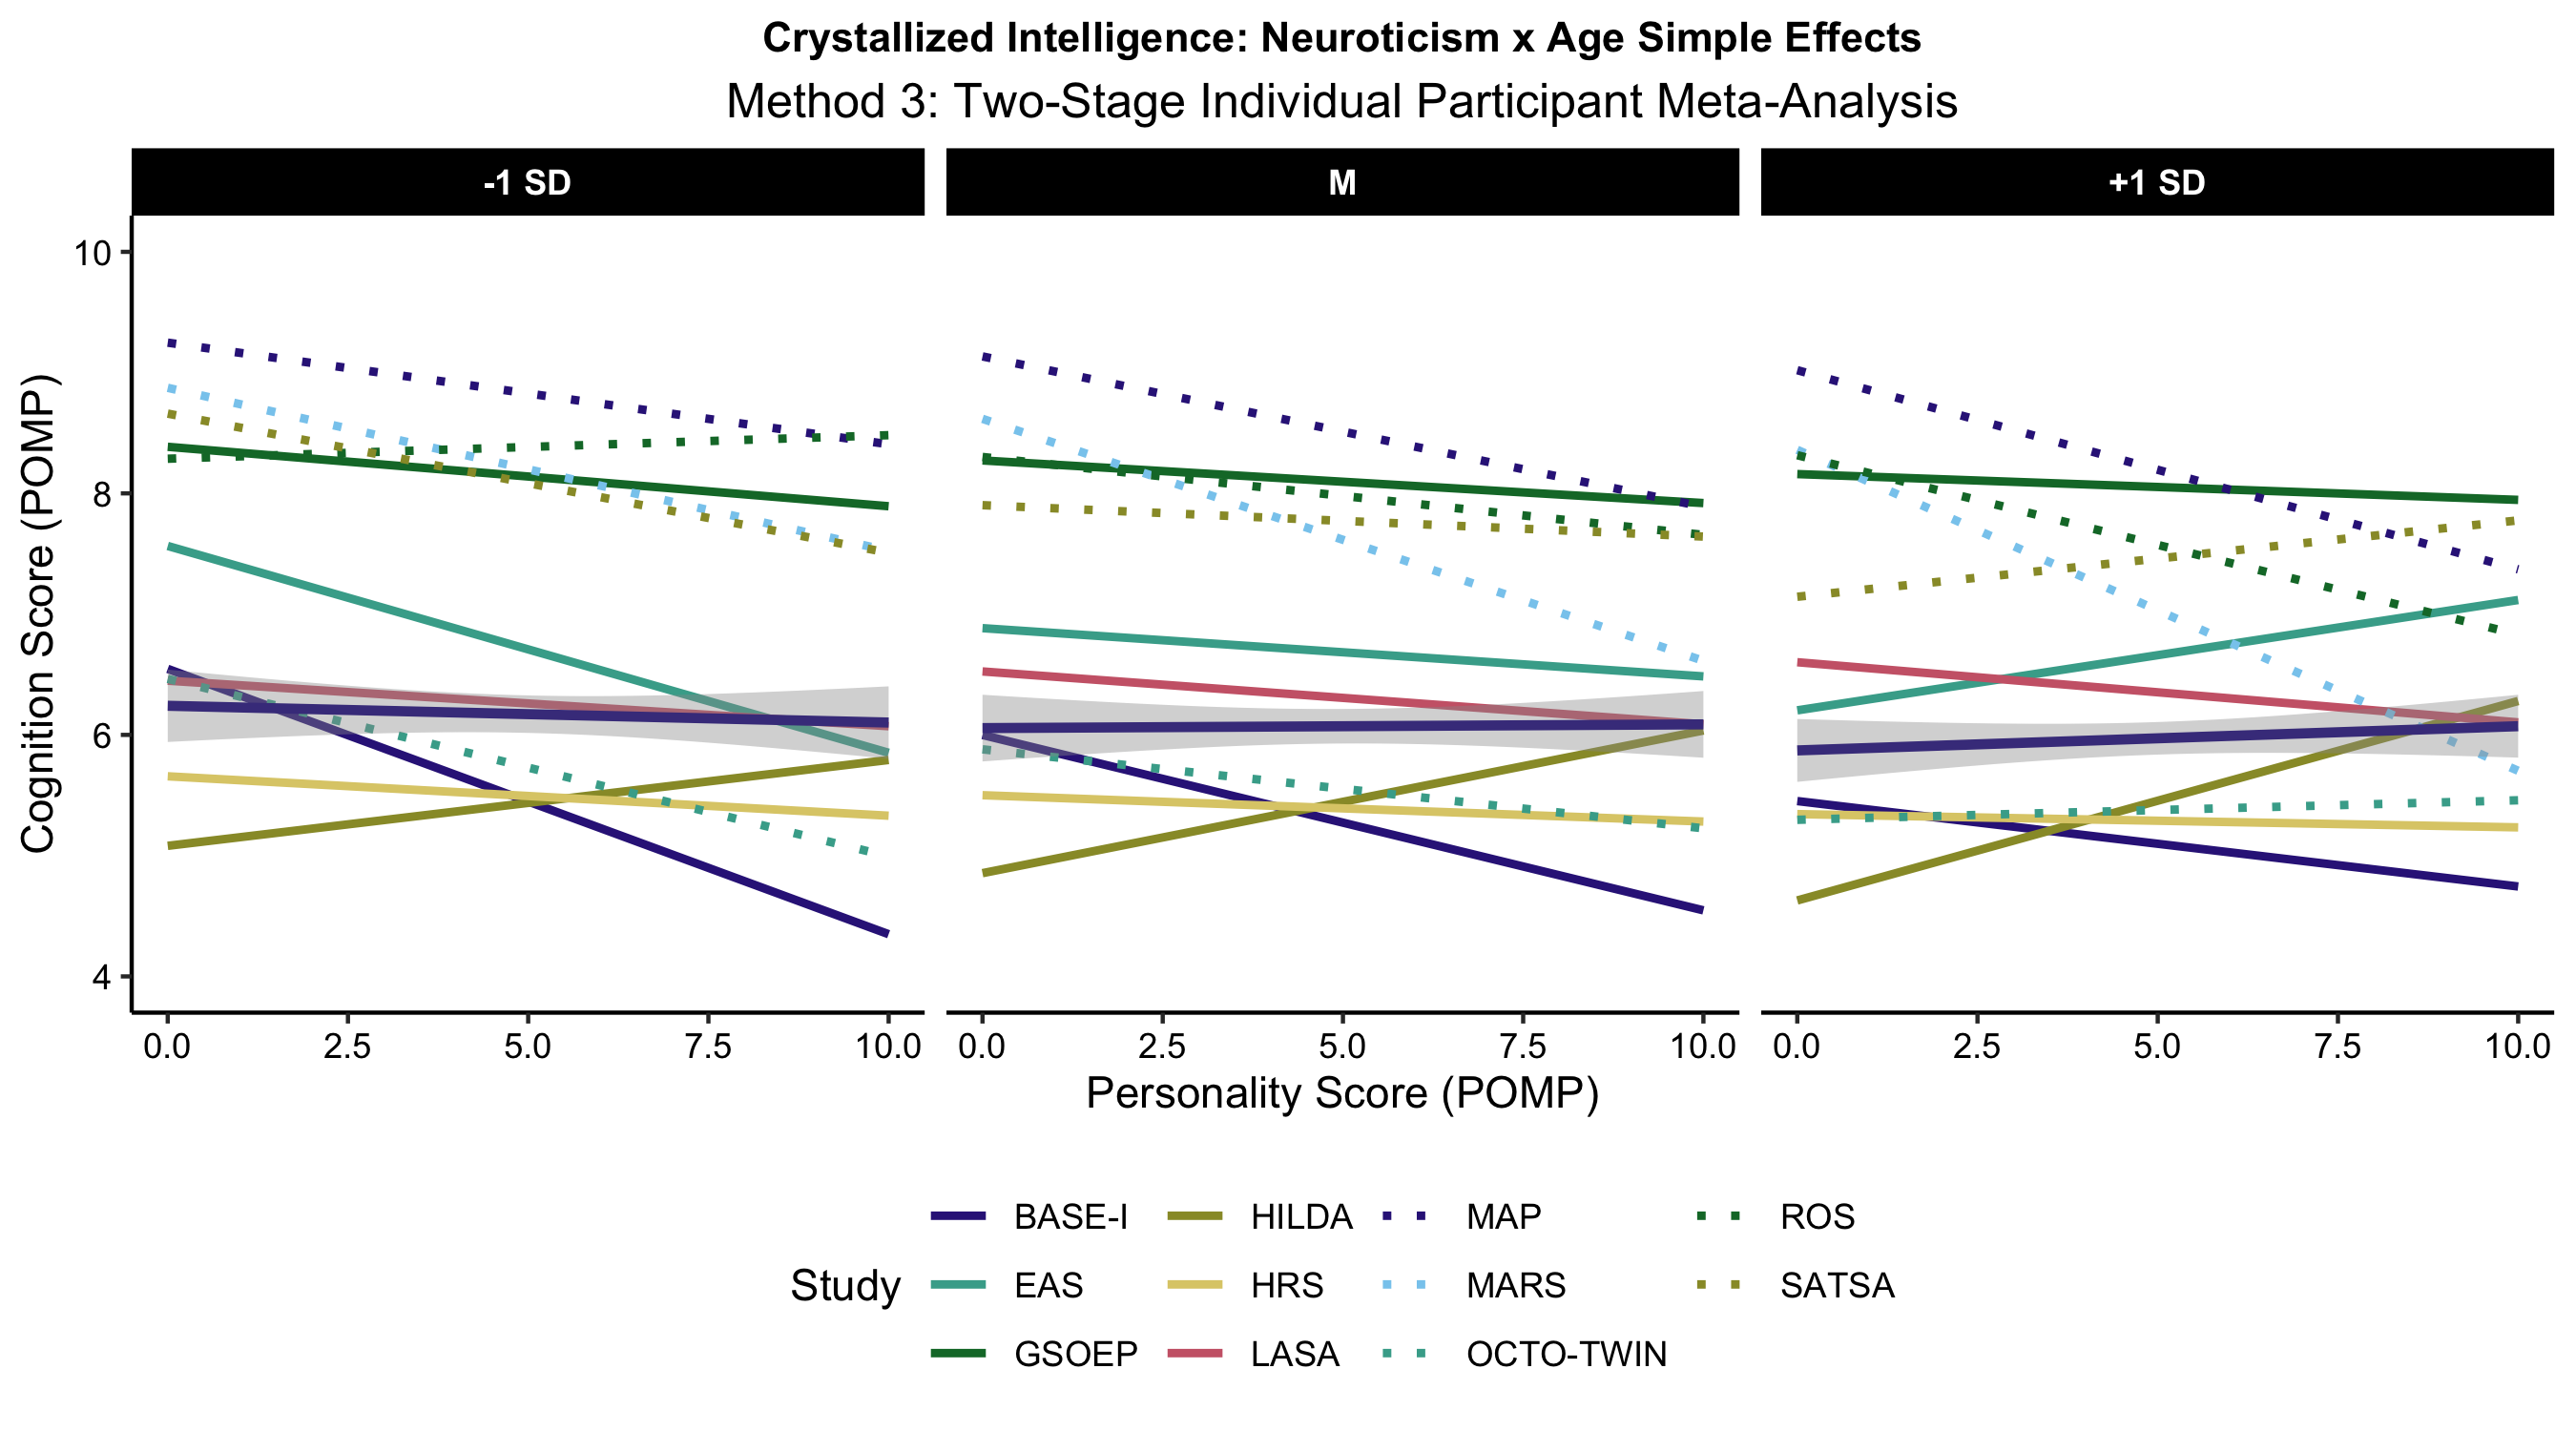 Crystallized Intelligence: Neuroticism x Age Simple Effects
Method 3: Two-Stage Individual Participant Meta-Analysis
-1 SD M +1 SD
Cognition Score (POMP)
10
8
6
4
0.0 2.5 5.0 7.5 10.0 0.0 2.5 5.0 7.5 10.0 0.0 2.5 5.0 7.5 10.0
Personality Score (POMP)
Study
BASE-I HILDA MAP ROS
EAS HRS MARS SATSA
GSOEP LASA OCTO-TWIN